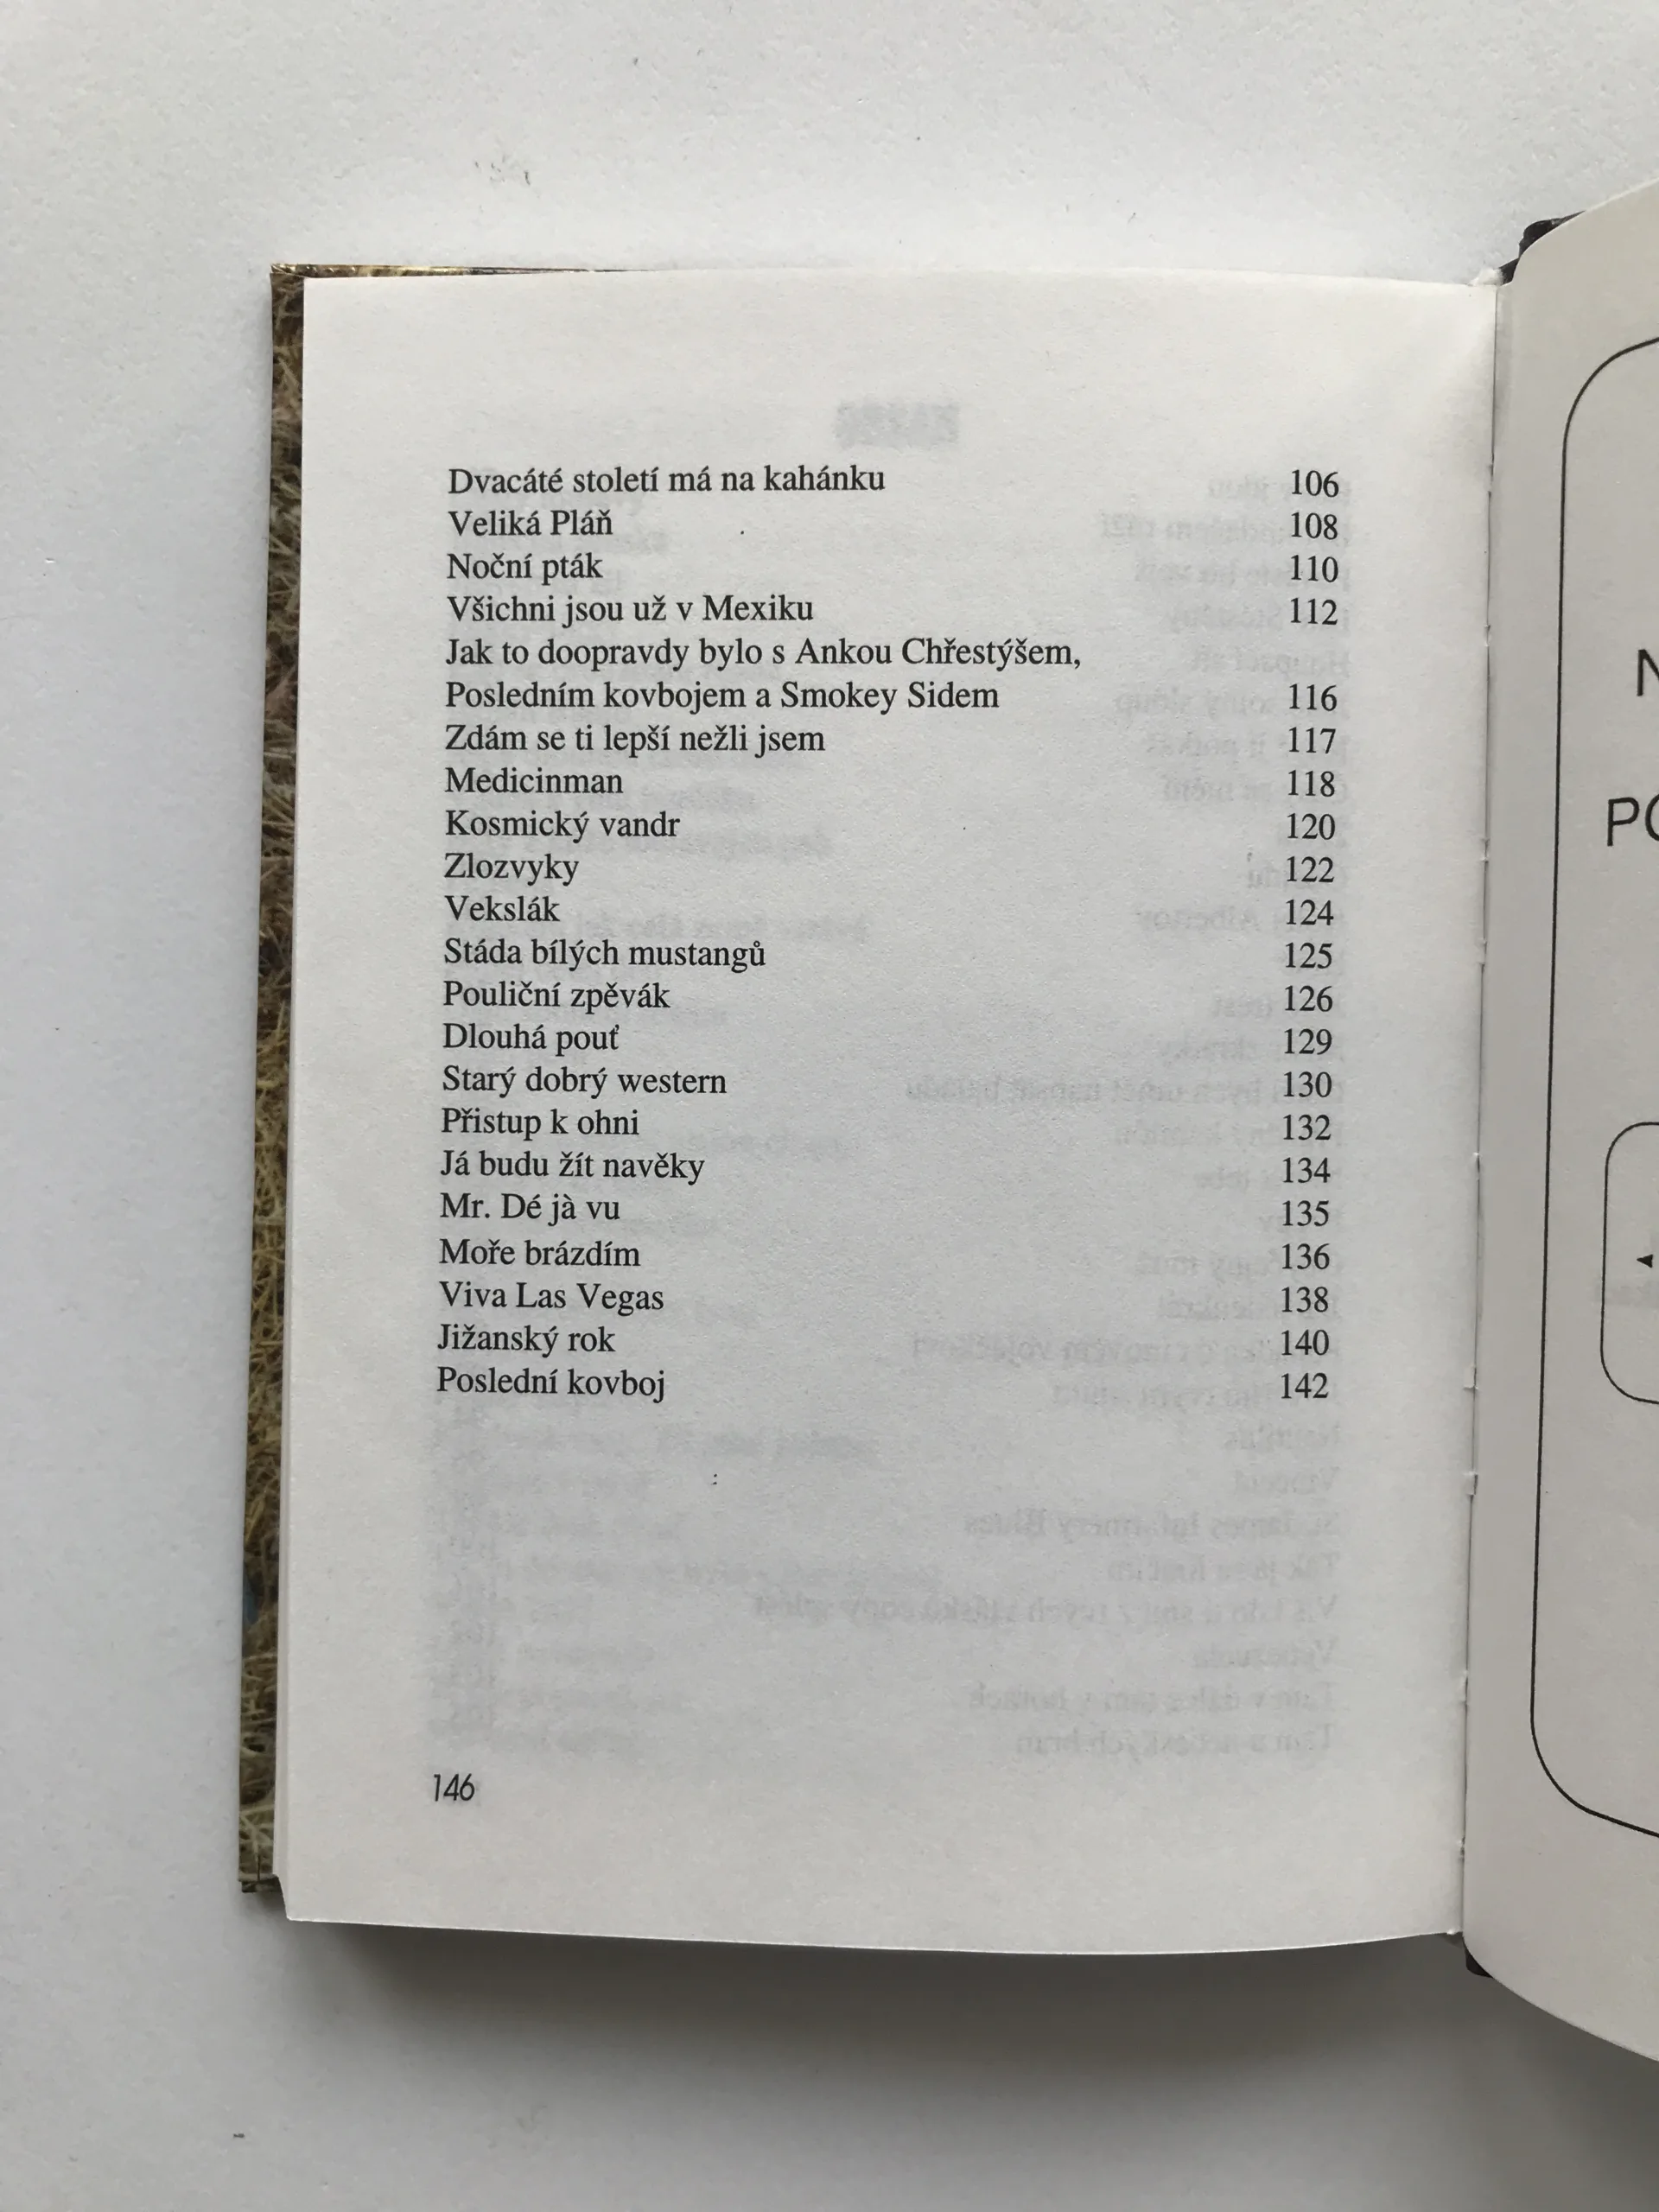 Dvacáté století má na kahánku 106
Veliká Pláň 108
Noční pták 110
Všichni jsou už v Mexiku 112
Jak to doopravdy bylo s Ankou Chřestýšem,
Posledním kovbojem a Smokey Sidem 116
Zdám se ti lepší nežli jsem 117
Medicinman 118
Kosmický vandr 120
Zlozvyky 122
Vekslák 124
Stáda bílých mustangů 125
Pouliční zpěvák 126
Dlouhá pouť 129
Starý dobrý western 130
Přistup k ohni 132
Já budu žít navěky 134
Mr. Dé jà vu 135
Moře brázdím 136
Viva Las Vegas 138
Jižanský rok 140
Poslední kovboj 142
146